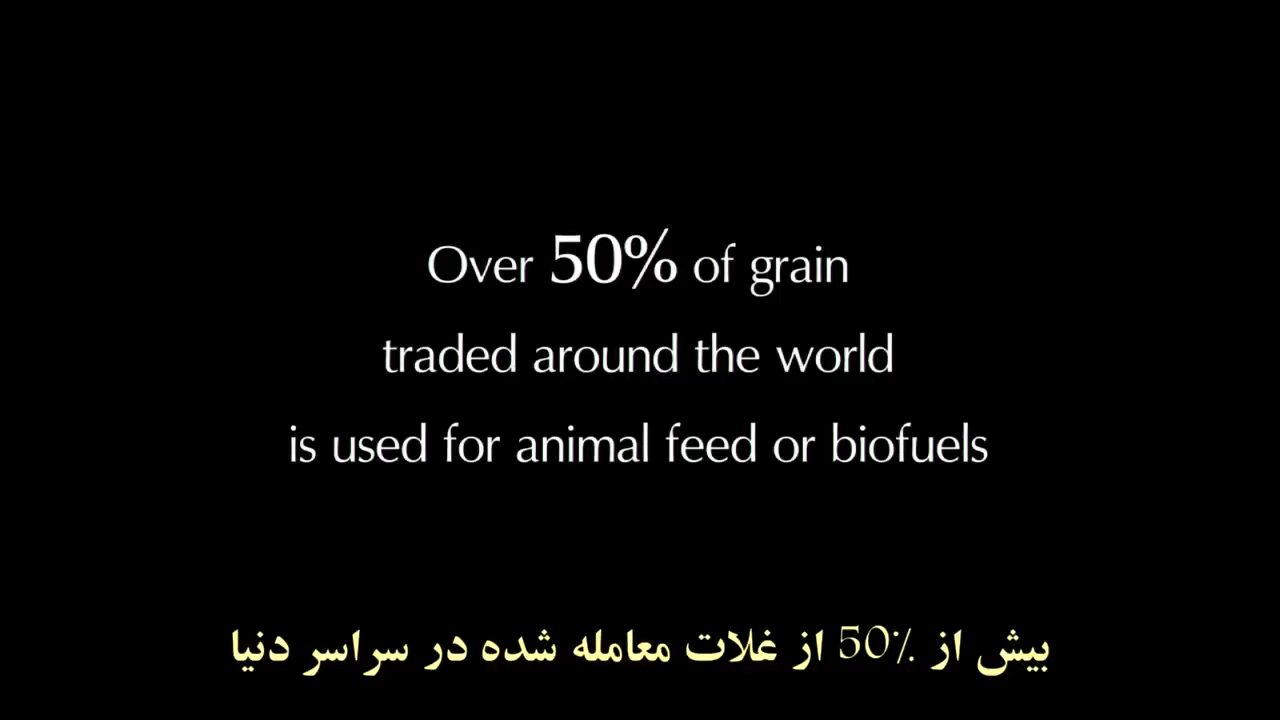 Over 50% of grain
traded around the world
is used for animal feed or biofuels
بیش از 50% از غلات معامله شده در سراسر دنیا